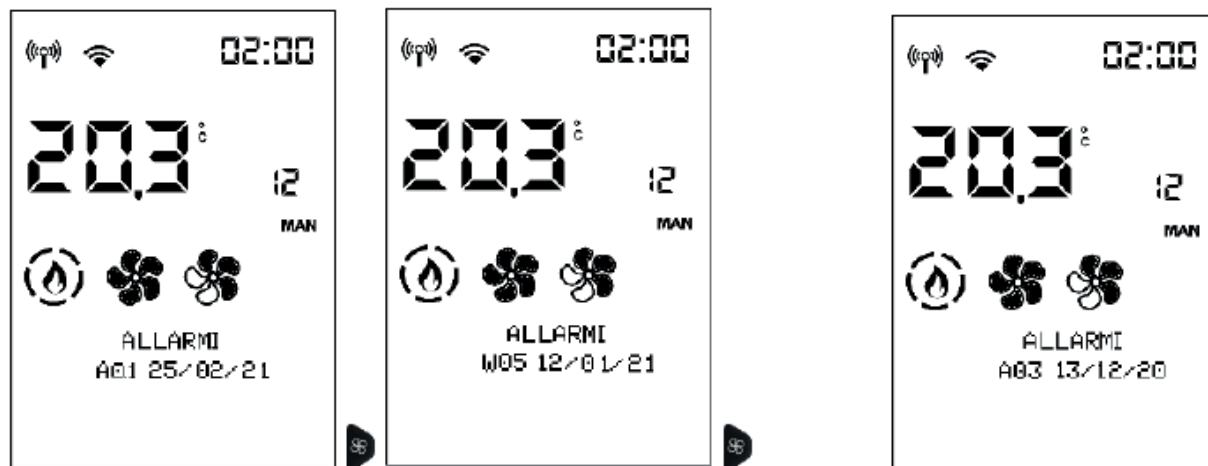 02:00
20,3 °C
12
MAN
ALLARMI
A01 25/02/21
02:00
20,3 °C
12
MAN
ALLARMI
W05 12/01/21
02:00
20,3 °C
12
MAN
ALLARMI
A03 13/12/20